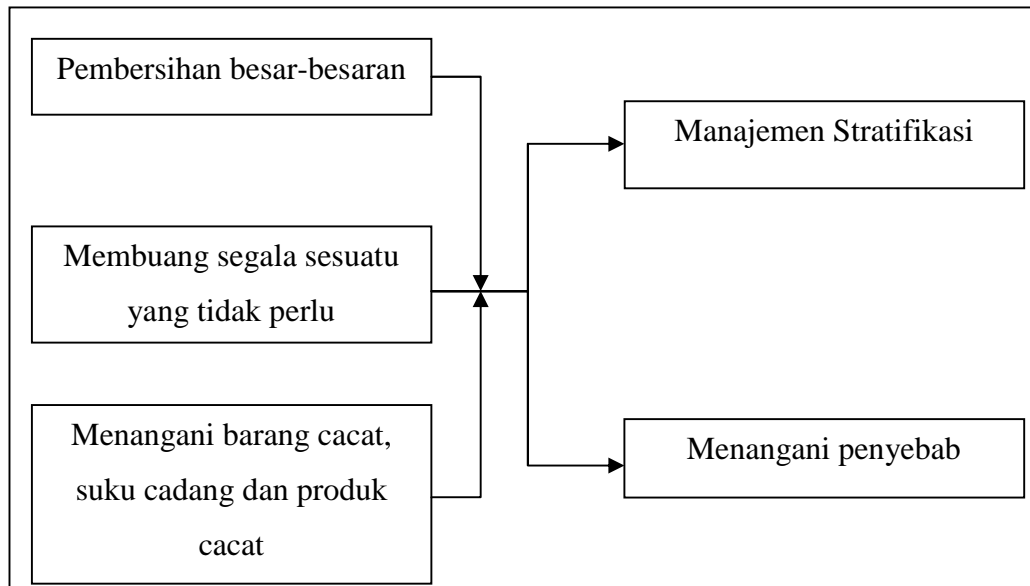 Pembersihan besar-besaran
Membuang segala sesuatu
yang tidak perlu
Menangani barang cacat,
suku cadang dan produk
cacat
Manajemen Stratifikasi
Menangani penyebab